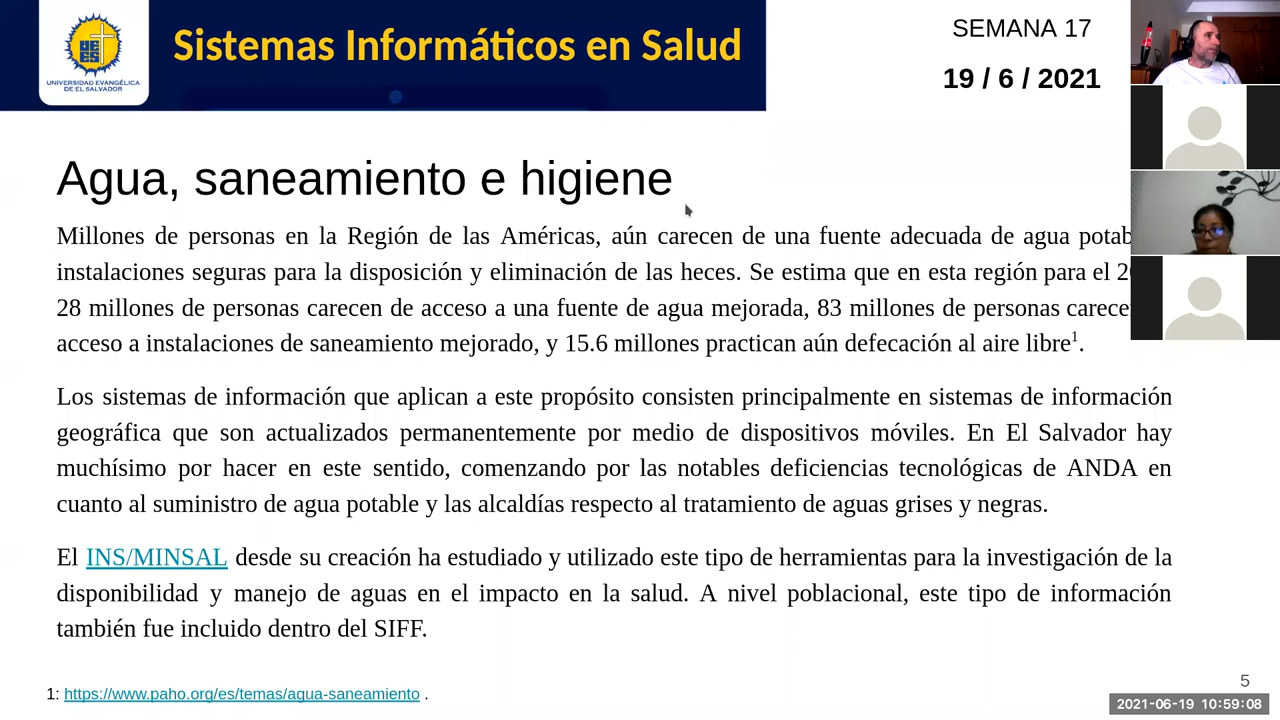 UNIVERSIDAD EVANGÉLICA
DE EL SALVADOR
Sistemas Informáticos en Salud
SEMANA 17
19 / 6 / 2021
Agua, saneamiento e higiene
Millones de personas en la Región de las Américas, aún carecen de una fuente adecuada de agua
instalaciones seguras para la disposición y eliminación de las heces. Se estima que en esta región para el
28 millones de personas carecen de acceso a una fuente de agua mejorada, 83 millones de personas
acceso a instalaciones de saneamiento mejorado, y 15.6 millones practican aún defecación al aire libre¹.
Los sistemas de información que aplican a este propósito consisten principalmente en sistemas de información
geográfica que son actualizados permanentemente por medio de dispositivos móviles. En El Salvador hay
muchísimo por hacer en este sentido, comenzando por las notables deficiencias tecnológicas de ANDA en
cuanto al suministro de agua potable y las alcaldías respecto al tratamiento de aguas grises y negras.
El INS/MINSAL desde su creación ha estudiado y utilizado este tipo de herramientas para la investigación de la
disponibilidad y manejo de aguas en el impacto en la salud. A nivel poblacional, este tipo de información
también fue incluido dentro del SIFF.
1: https://www.paho.org/es/temas/agua-saneamiento .
5
2021-06-19 10:59:08